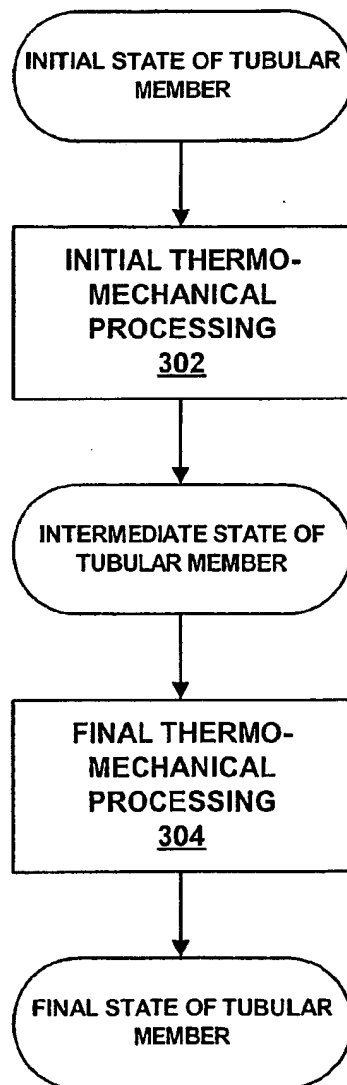 INITIAL STATE OF TUBULAR
MEMBER
INITIAL THERMO-
MECHANICAL
PROCESSING
302
INTERMEDIATE STATE OF
TUBULAR MEMBER
FINAL THERMO-
MECHANICAL
PROCESSING
304
FINAL STATE OF TUBULAR
MEMBER